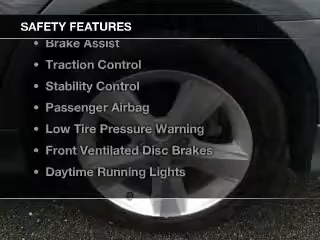 SAFETY FEATURES
• Brake Assist
• Traction Control
• Stability Control
• Passenger Airbag
• Low Tire Pressure Warning
• Front Ventilated Disc Brakes
• Daytime Running Lights